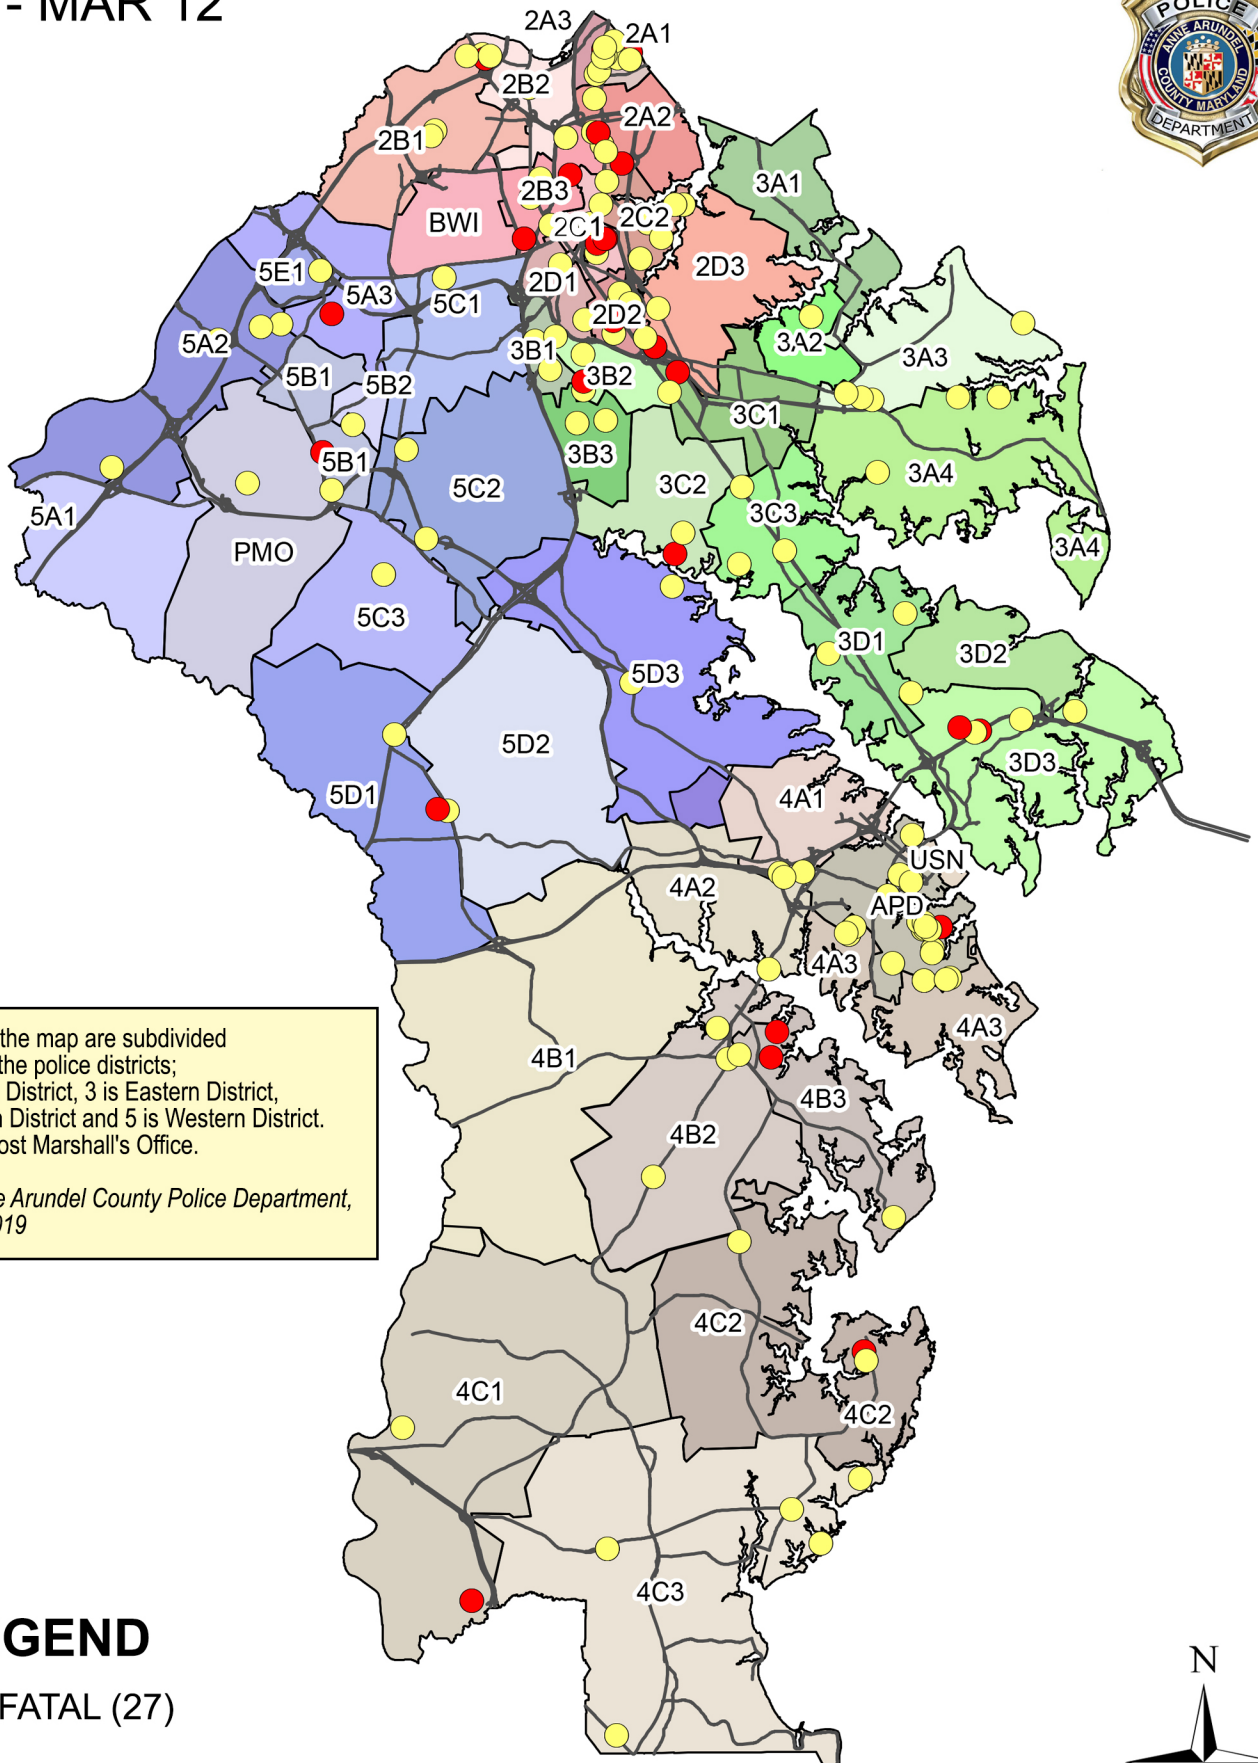 - MAR 12
POLICE
ANNE ARUNDEL
COUNTY MARYLAND
DEPARTMENT
2A3
2A1
2B2
2A2
2B1
3A1
2B3
BWI
2C1
2C2
2D3
5E1
2D1
5A3
5C1
2D2
3A2
5A2
3B1
3A3
5B1
5B2
3B2
3C1
3B3
5B1
3A4
5C2
3C2
3C3
5A1
3A4
PMO
5C3
3D1
3D2
5D3
5D2
3D3
5D1
4A1
USN
4A2
APD
4A3
4A3
the map are subdivided
the police districts;
District, 3 is Eastern District,
District and 5 is Western District.
ost Marshall's Office.
e Arundel County Police Department,
019
4B1
4B3
4B2
4C2
4C1
4C2
4C3
GEND
FATAL (27)
N